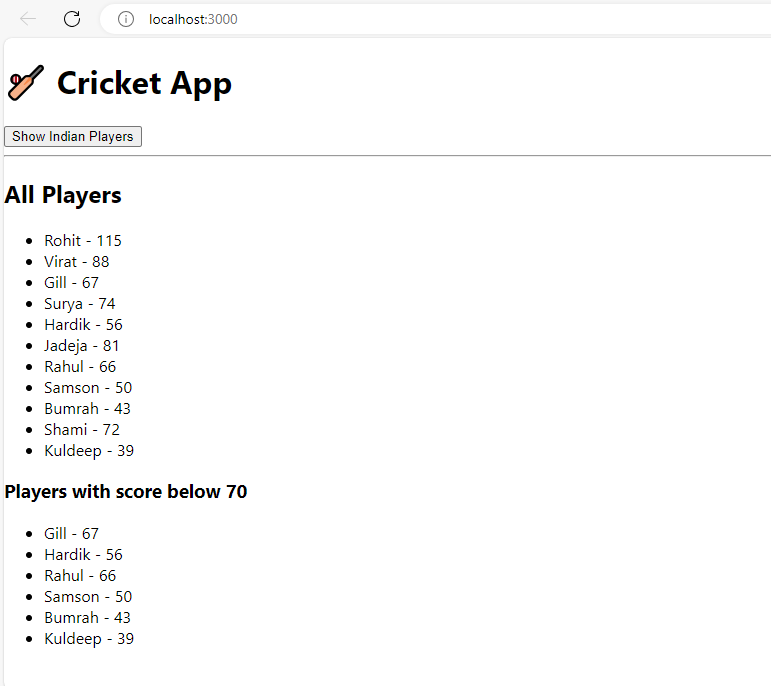 localhost:3000
Cricket App
Show Indian Players
All Players
Rohit - 115
Virat - 88
Gill - 67
Surya - 74
Hardik - 56
Jadeja - 81
Rahul - 66
Samson - 50
Bumrah - 43
Shami - 72
Kuldeep - 39
Players with score below 70
Gill - 67
Hardik - 56
Rahul - 66
Samson - 50
Bumrah - 43
Kuldeep - 39